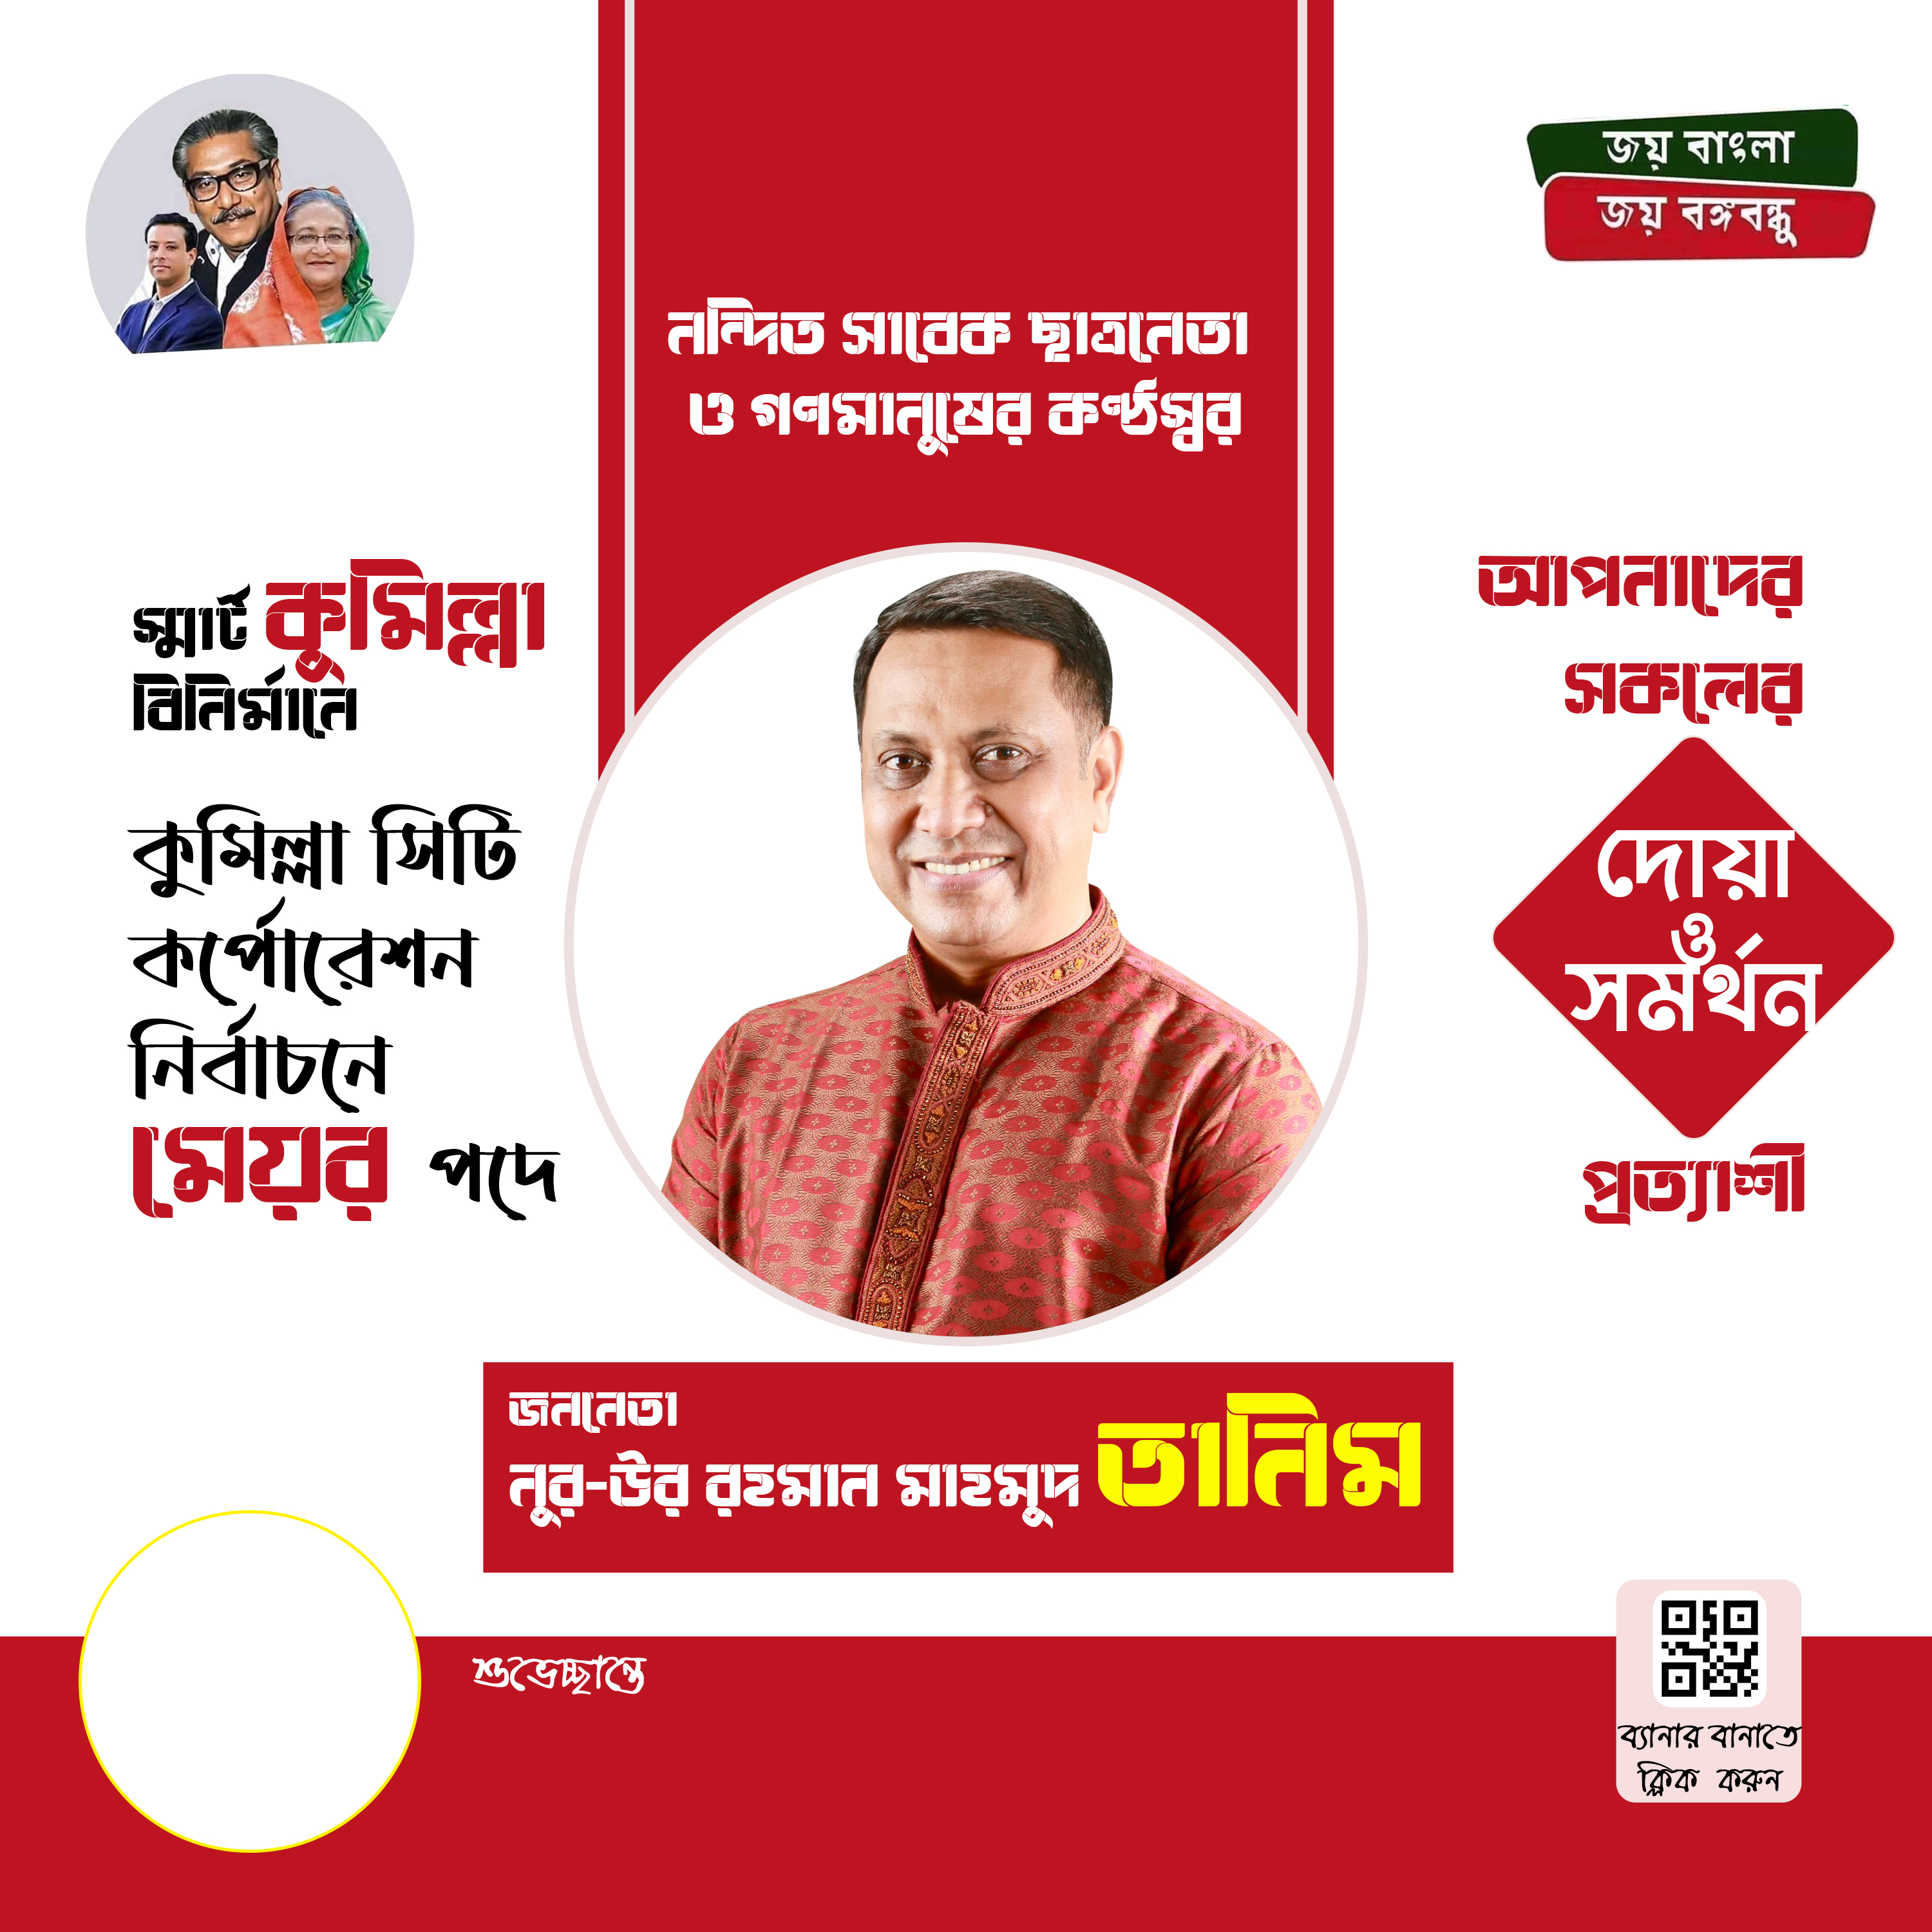 জয় বাংলা
জয় বঙ্গবন্ধু
নন্দিত সাবেক ছাত্রনেতা
ও গণমানুষের কণ্ঠস্বর
স্মার্ট কুমিল্লা
বিনির্মানে
কুমিল্লা সিটি
কর্পোরেশন
নির্বাচনে
মেয়র পদে
আপনাদের
সকলের
দোয়া
ও
সমর্থন
প্রত্যাশী
জননেতা
নুর-উর রহমান মাহমুদ তানিম
শুভেচ্ছান্তে
ব্যানার বানাতে
ক্লিক করুন